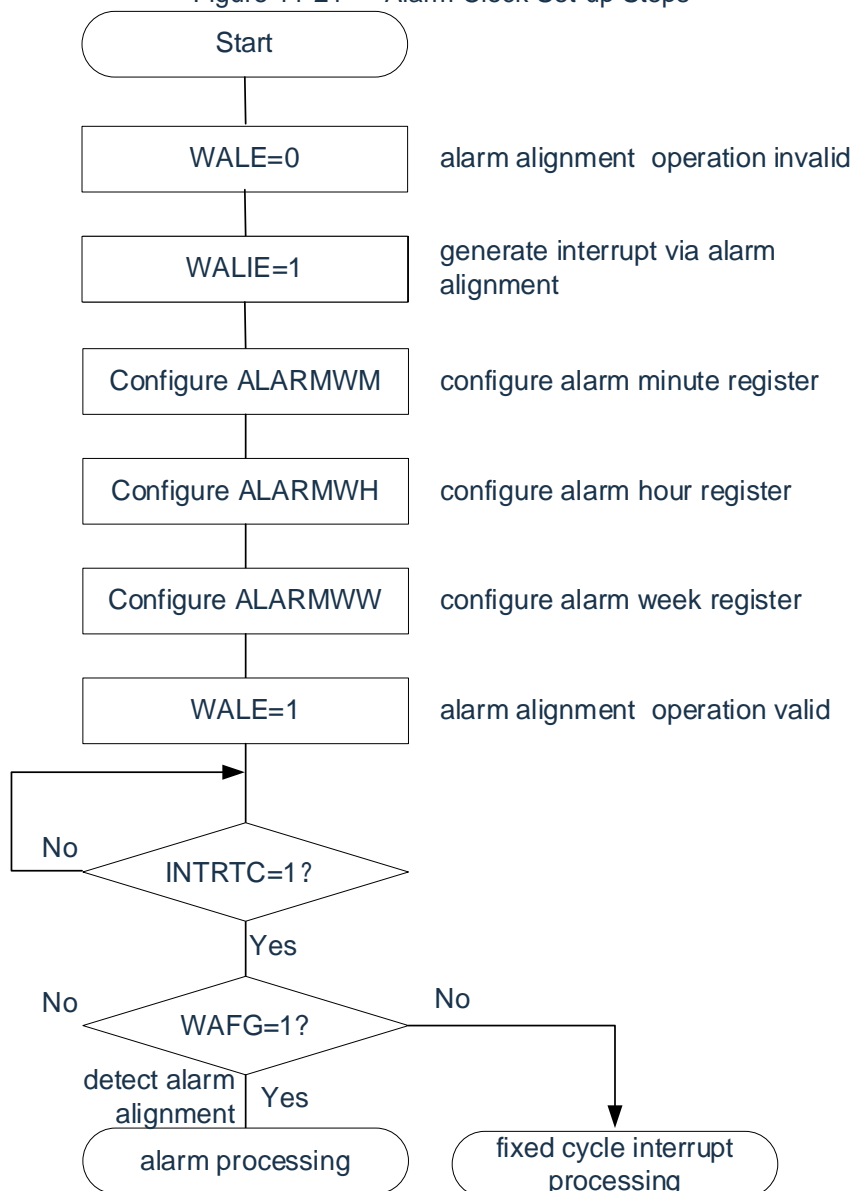 Start
WALE=0
alarm alignment operation invalid
WALIE=1
generate interrupt via alarm
alignment
Configure ALARMWM
configure alarm minute register
Configure ALARMWH
configure alarm hour register
Configure ALARMWW
configure alarm week register
WALE=1
alarm alignment operation valid
No
INTRTC=1?
Yes
No
WAFG=1?
No
detect alarm
alignment
Yes
alarm processing
fixed cycle interrupt
processing